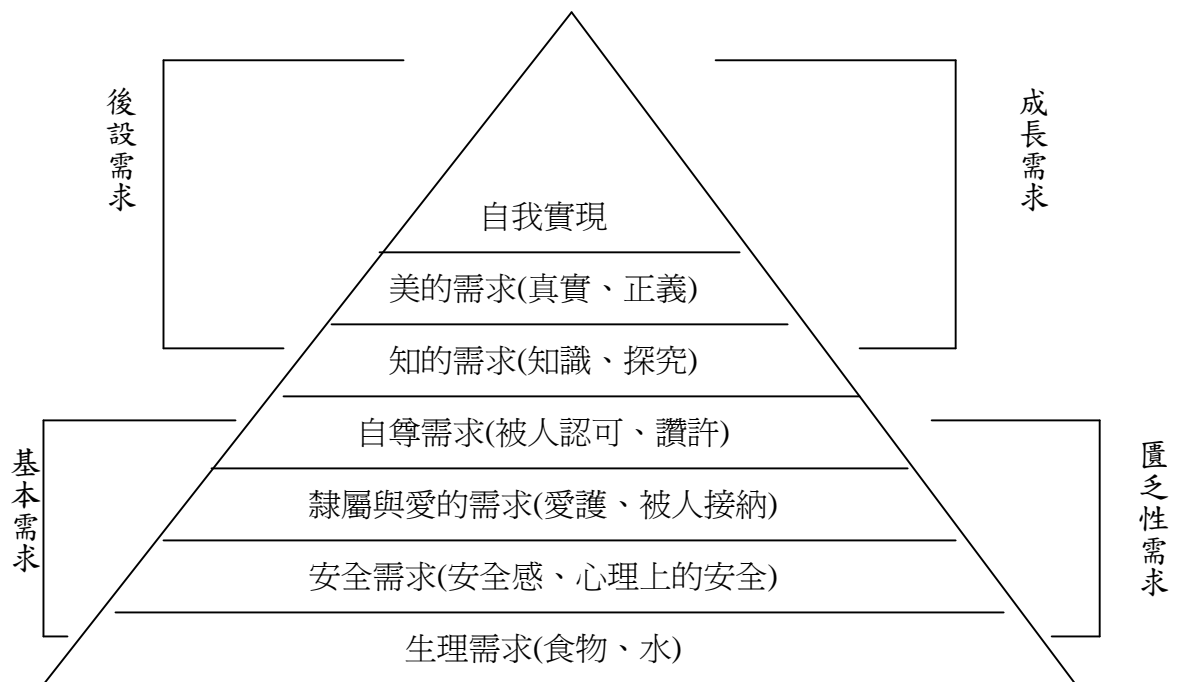 後設需求
成長需求
自我實現
美的需求(真實、正義)
知的需求(知識、探究)
自尊需求(被人認可、讚許)
基本需求
匱乏性需求
隸屬與愛的需求(愛護、被人接納)
安全需求(安全感、心理上的安全)
生理需求(食物、水)